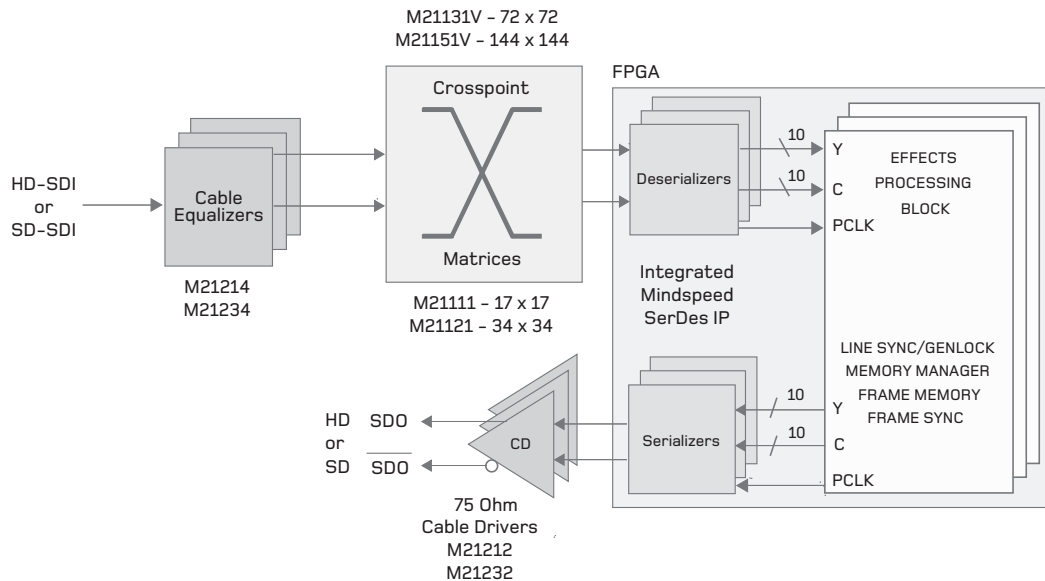 M21131V – 72 x 72
M21151V – 144 x 144
FPGA
Crosspoint
Matrices
HD-SDI
or
SD-SDI
Cable
Equalizers
M21214
M21234
M21111 – 17 x 17
M21121 – 34 x 34
Deserializers
10
Y
10
C
PCLK
EFFECTS
PROCESSING
BLOCK
Integrated
Mindspeed
SerDes IP
LINE SYNC/GENLOCK
MEMORY MANAGER
FRAME MEMORY
FRAME SYNC
Serializers
10
Y
10
C
PCLK
HD SDO
or
SD SDO
CD
75 Ohm
Cable Drivers
M21212
M21232